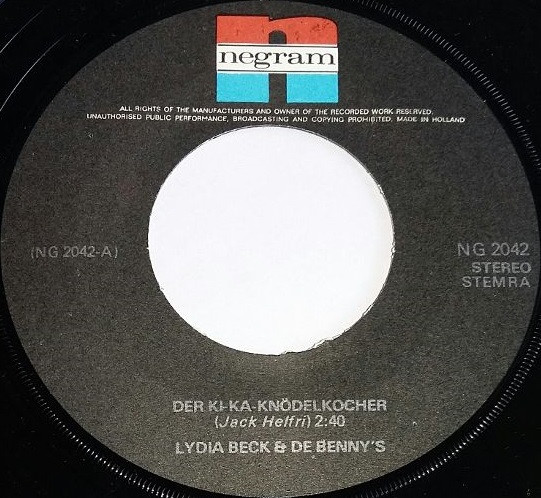 negram
ALL RIGHTS OF THE MANUFACTURERS AND OWNER OF THE RECORDED WORK RESERVED.
UNAUTHORISED PUBLIC PERFORMANCE, BROADCASTING AND COPYING PROHIBITED. MADE IN HOLLAND
(NG 2042-A)
NG 2042
STEREO
STEMRA
DER KI-KA-KNÖDELKOCHER
(Jack Helfri) 2:40
LYDIA BECK & DE BENNY'S